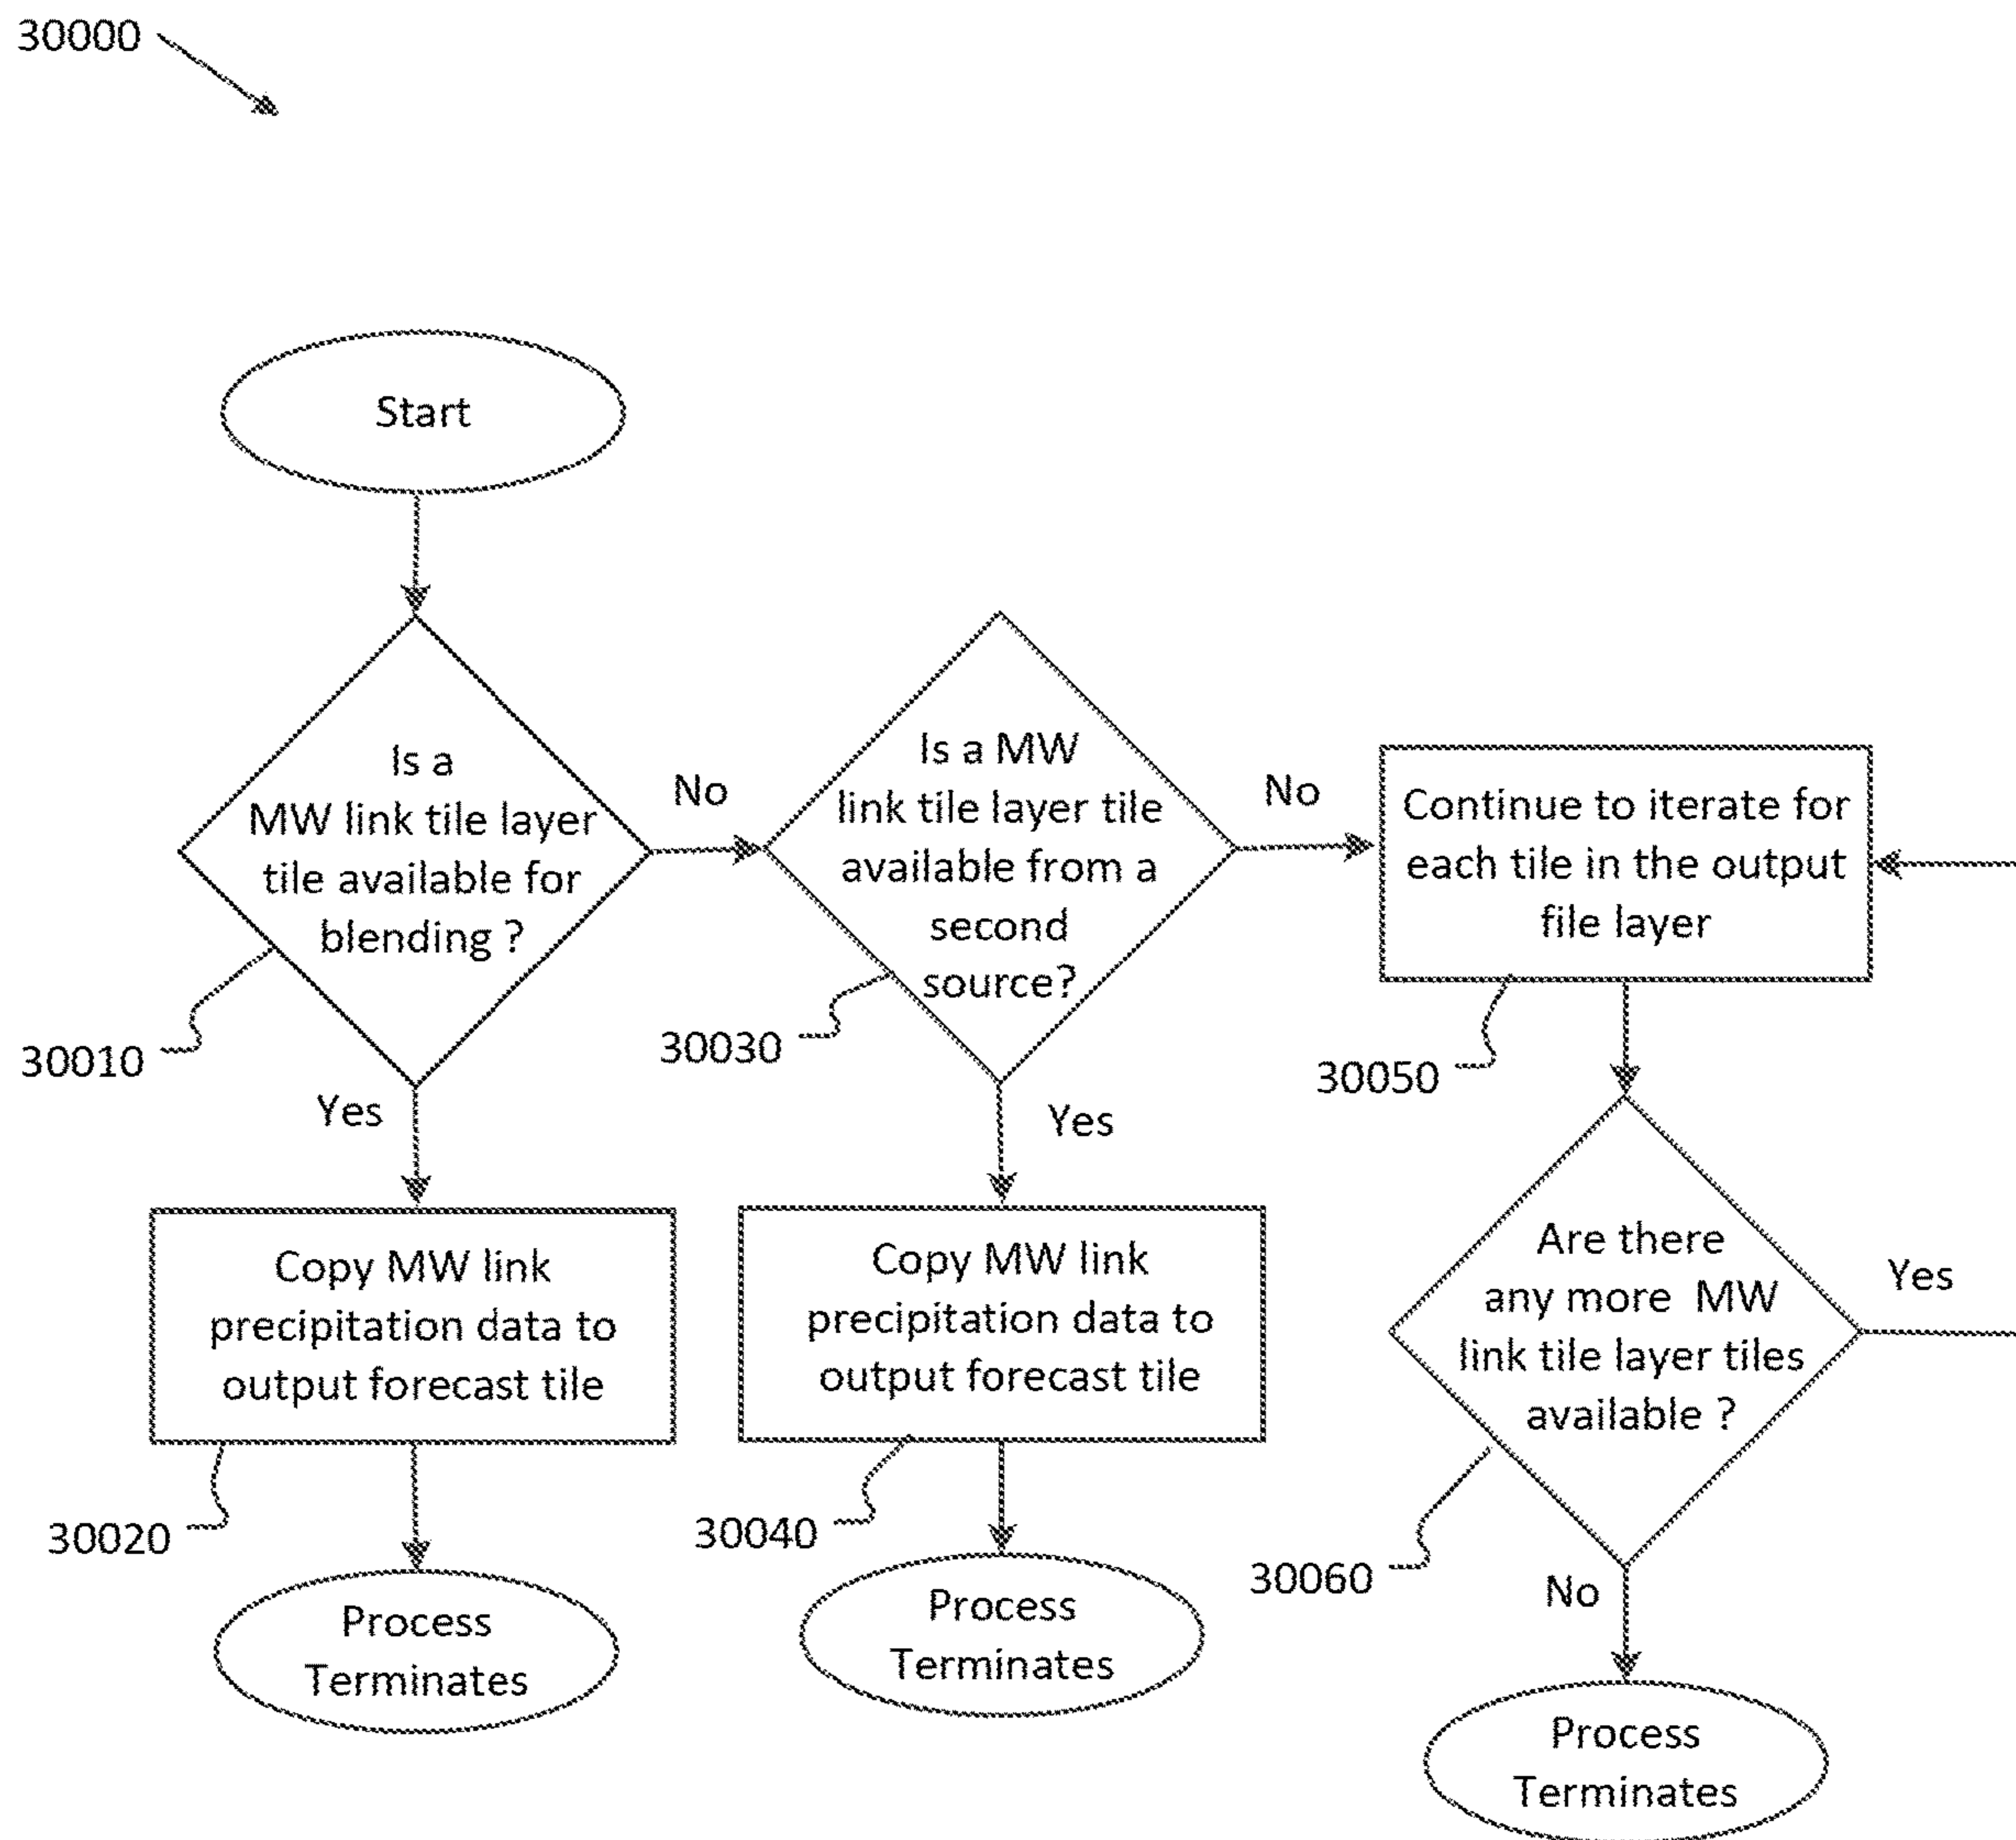 30000
Start
Is a
MW link tile layer
tile available for
blending ?
No
Is a MW
link tile layer tile
available from a
second
source?
No
Continue to iterate for
each tile in the output
file layer
30010
30030
30050
Yes
Yes
Copy MW link
precipitation data to
output forecast tile
Copy MW link
precipitation data to
output forecast tile
Are there
any more MW
link tile layer tiles
available ?
Yes
30020
30040
30060
No
Process
Terminates
Process
Terminates
Process
Terminates